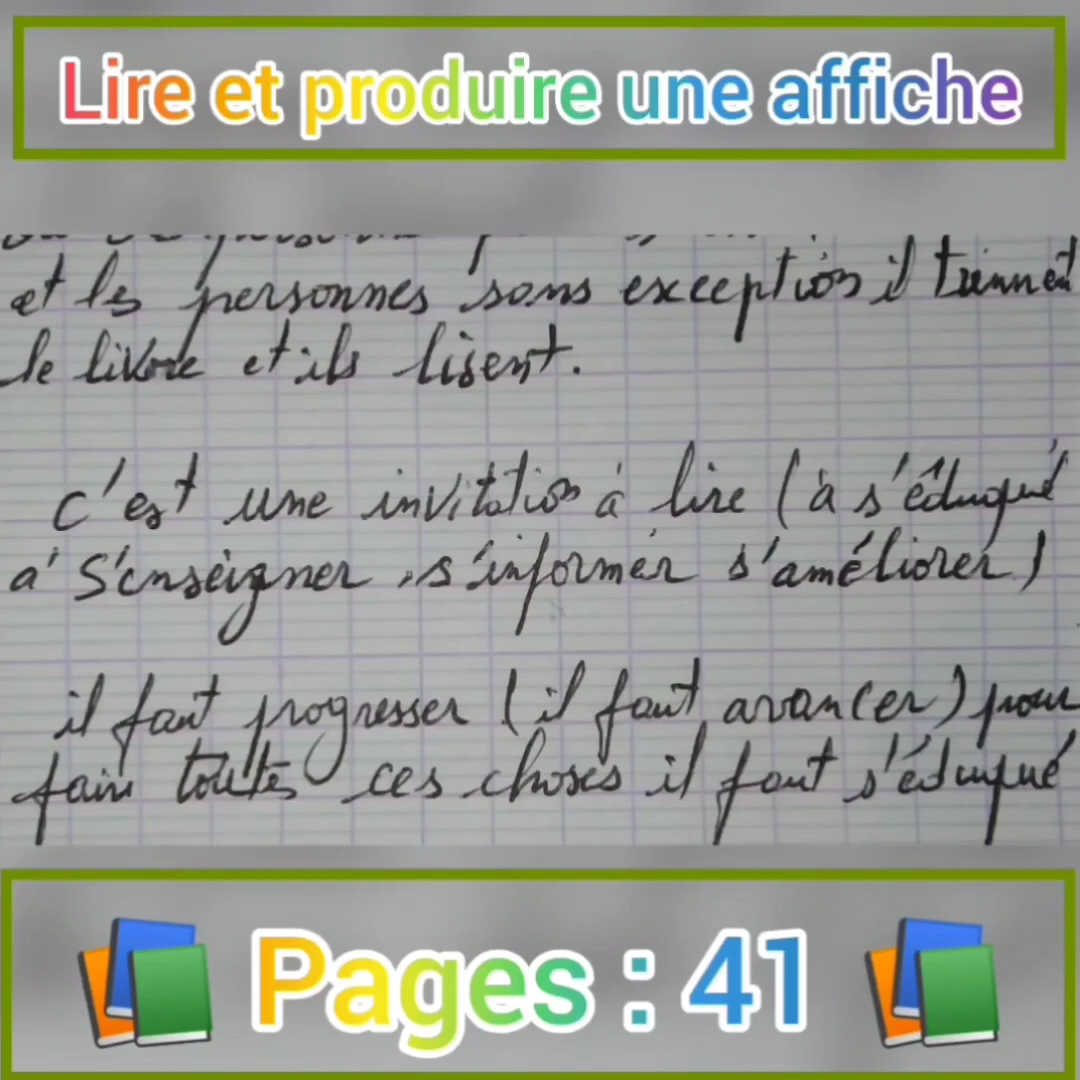 Lire et produire une affiche
et les personnes sans exception il tiennent
le livre et ils lisent.
c'est une invitation à lire (à s'éduqué
à s'enseigner, s'informer s'améliorer)
il faut progresser (il faut avancer) pour
faire toutes ces choses il faut s'éduqué
Pages : 41